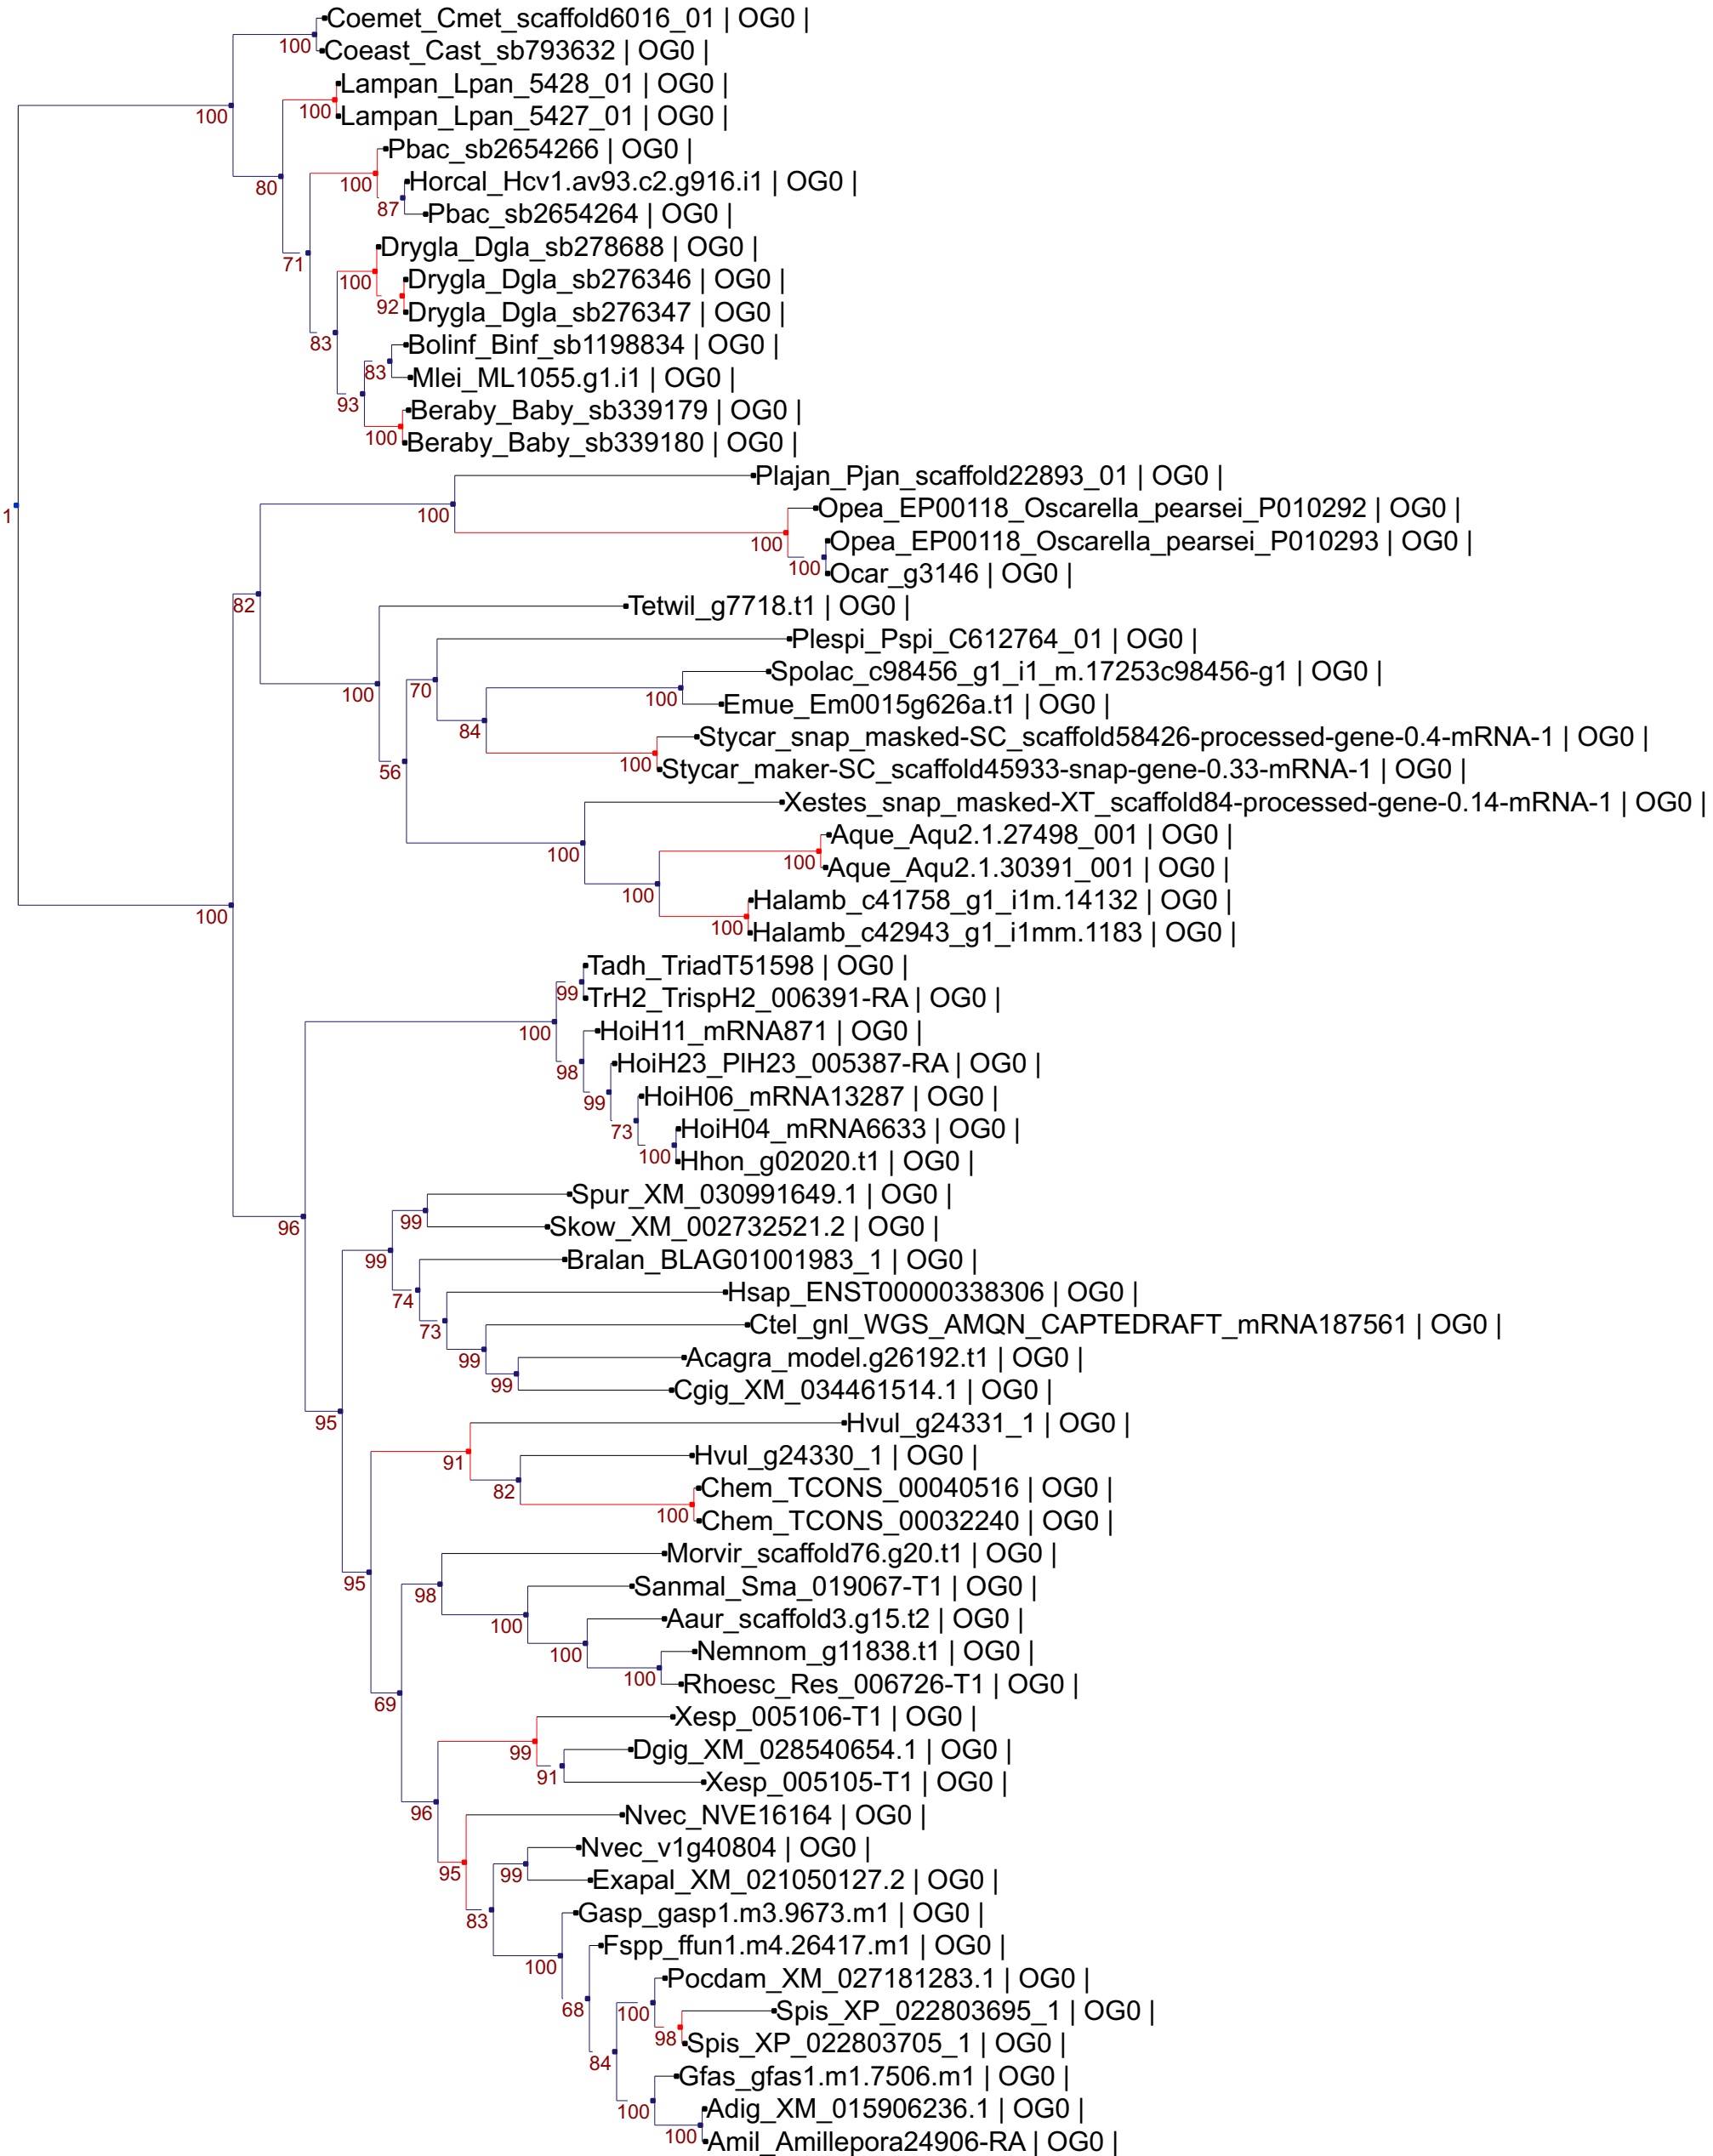 Coemet_Cmet_scaffold6016_01 | OG0 |
100
Coeast_Cast_sb793632 | OG0 |
Lampan_Lpan_5428_01 | OG0 |
100
100
Lampan_Lpan_5427_01 | OG0 |
Pbac_sb2654266 | OG0 |
80
100
Horcal_Hcv1.av93.c2.g916.i1 | OG0 |
87
Pbac_sb2654264 | OG0 |
Drygla_Dgla_sb278688 | OG0 |
71
100
Drygla_Dgla_sb276346 | OG0 |
92
Drygla_Dgla_sb276347 | OG0 |
83
Bolinf_Binf_sb1198834 | OG0 |
83
Mlei_ML1055.g1.i1 | OG0 |
93
Beraby_Baby_sb339179 | OG0 |
100
Beraby_Baby_sb339180 | OG0 |
Plajan_Pjan_scaffold22893_01 | OG0 |
1
100
Opea_EP00118_Oscarella_pearsei_P010292 | OG0 |
100
Opea_EP00118_Oscarella_pearsei_P010293 | OG0 |
100
Ocar_g3146 | OG0 |
82
Tetwil_g7718.t1 | OG0 |
Plespi_Pspi_C612764_01 | OG0 |
Spolac_c98456_g1_i1_m.17253c98456-g1 | OG0 |
100
70
100
Emue_Em0015g626a.t1 | OG0 |
84
Stycar_snap_masked-SC_scaffold58426-processed-gene-0.4-mRNA-1 | OG0 |
56
100
Stycar_maker-SC_scaffold45933-snap-gene-0.33-mRNA-1 | OG0 |
Xestes_snap_masked-XT_scaffold84-processed-gene-0.14-mRNA-1 | OG0 |
Aque_Aqu2.1.27498_001 | OG0 |
100
100
Aque_Aqu2.1.30391_001 | OG0 |
100
Halamb_c41758_g1_i1m.14132 | OG0 |
100
100
Halamb_c42943_g1_i1mm.1183 | OG0 |
Tadh_TriadT51598 | OG0 |
99
TrH2_TrispH2_006391-RA | OG0 |
100
HoiH11_mRNA871 | OG0 |
98
HoiH23_PlH23_005387-RA | OG0 |
99
HoiH06_mRNA13287 | OG0 |
73
HoiH04_mRNA6633 | OG0 |
100
Hhon_g02020.t1 | OG0 |
Spur_XM_030991649.1 | OG0 |
96
99
Skow_XM_002732521.2 | OG0 |
99
Bralan_BLAG01001983_1 | OG0 |
74
Hsap_ENST00000338306 | OG0 |
73
Ctel_gnl_WGS_AMQN_CAPTEDRAFT_mRNA187561 | OG0 |
99
Acagra_model.g26192.t1 | OG0 |
99
Cgig_XM_034461514.1 | OG0 |
95
Hvul_g24331_1 | OG0 |
91
Hvul_g24330_1 | OG0 |
82
Chem_TCONS_00040516 | OG0 |
100
Chem_TCONS_00032240 | OG0 |
Morvir_scaffold76.g20.t1 | OG0 |
95
98
Sanmal_Sma_019067-T1 | OG0 |
100
Aaur_scaffold3.g15.t2 | OG0 |
100
Nemnom_g11838.t1 | OG0 |
100
Rhoesc_Res_006726-T1 | OG0 |
69
Xesp_005106-T1 | OG0 |
99
Dgig_XM_028540654.1 | OG0 |
91
Xesp_005105-T1 | OG0 |
96
Nvec_NVE16164 | OG0 |
Nvec_v1g40804 | OG0 |
95
99
Exapal_XM_021050127.2 | OG0 |
83
Gasp_gasp1.m3.9673.m1 | OG0 |
Fspp_ffun1.m4.26417.m1 | OG0 |
100
Pocdam_XM_027181283.1 | OG0 |
68
100
Spis_XP_022803695_1 | OG0 |
98
Spis_XP_022803705_1 | OG0 |
84
Gfas_gfas1.m1.7506.m1 | OG0 |
100
Adig_XM_015906236.1 | OG0 |
100
Amil_Amillepora24906-RA | OG0 |